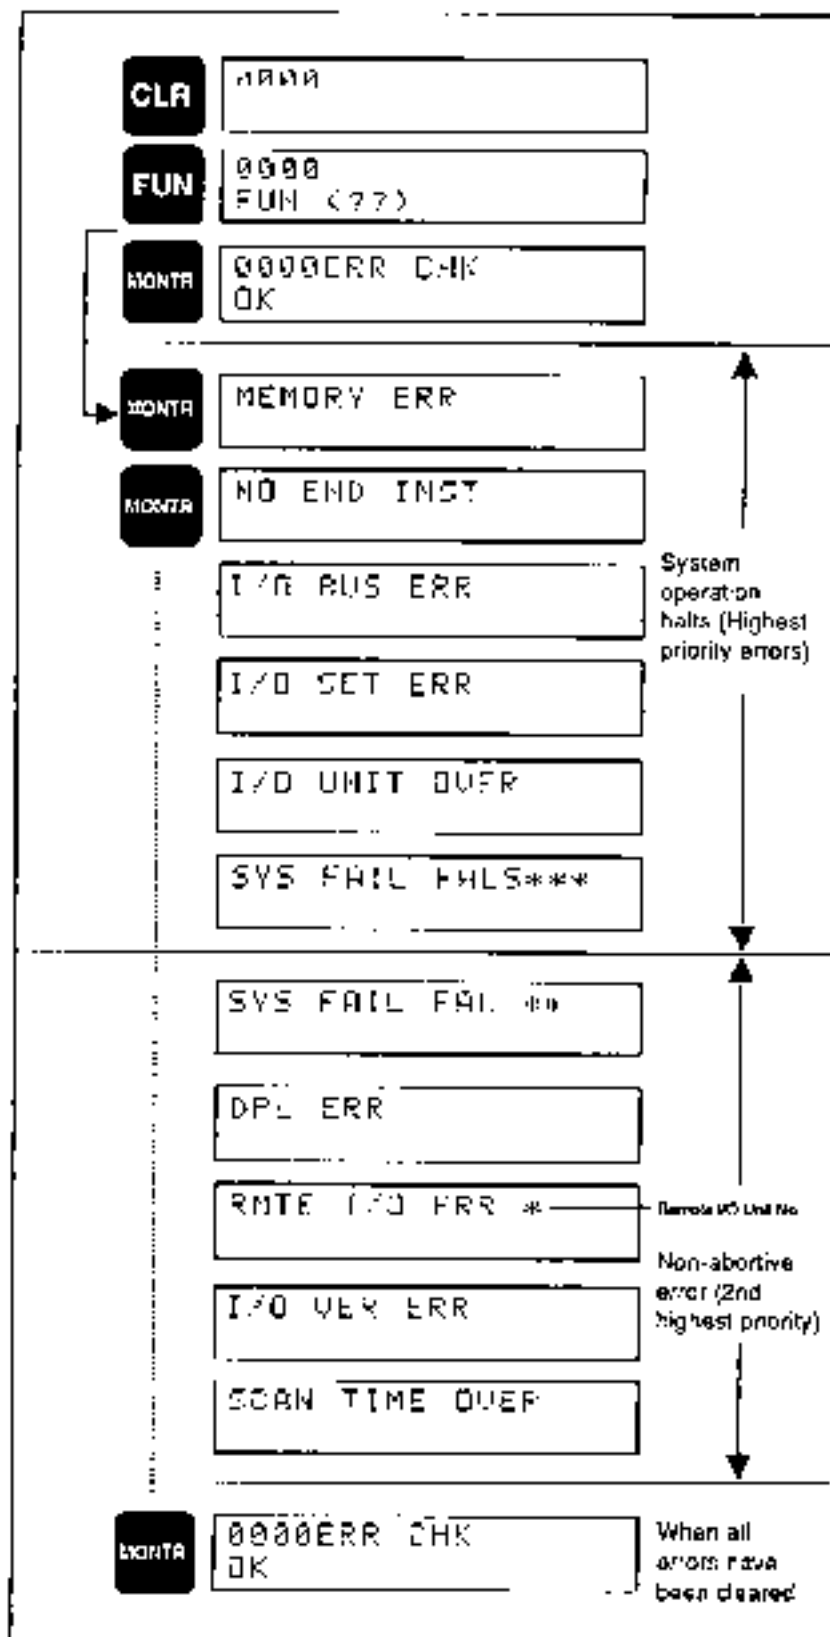 CLR
0000
FUN
0000
FUN (??)
MONTR
0000ERR CHK
OK
MONTR
MEMORY ERR
MONTR
NO END INST
I/O BUS ERR
System
operation
halts (Highest
priority errors)
I/O SET ERR
I/O UNIT OVER
SYS FAIL FALS***
SYS FAIL FAL **
DPL ERR
RMTE I/O ERR *
Remote I/O Unit No.
Non-abortive
error (2nd
highest priority)
I/O VER ERR
SCAN TIME OVER
MONTR
0000ERR CHK
OK
When all
errors have
been cleared